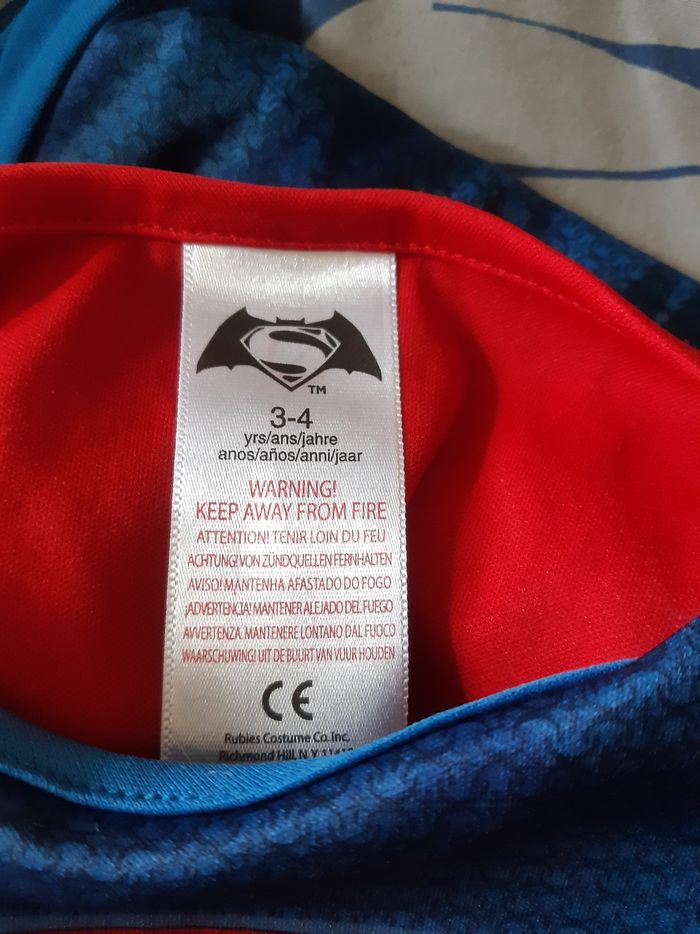 TM
3-4
yrs/ans/jahre
anos/años/anni/jaar
WARNING!
KEEP AWAY FROM FIRE
ATTENTION! TENIR LOIN DU FEU
ACHTUNG! VON ZÜNDQUELLEN FERNHALTEN
AVISO! MANTENHA AFASTADO DO FOGO
¡ADVERTENCIA! MANTENER ALEJADO DEL FUEGO
AVVERTENZA. MANTENERE LONTANO DAL FUOCO
WAARSCHUWING! UIT DE BUURT VAN VUUR HOUDEN
CE
Rubies Costume Co. Inc.
Richmond Hill, N.Y.